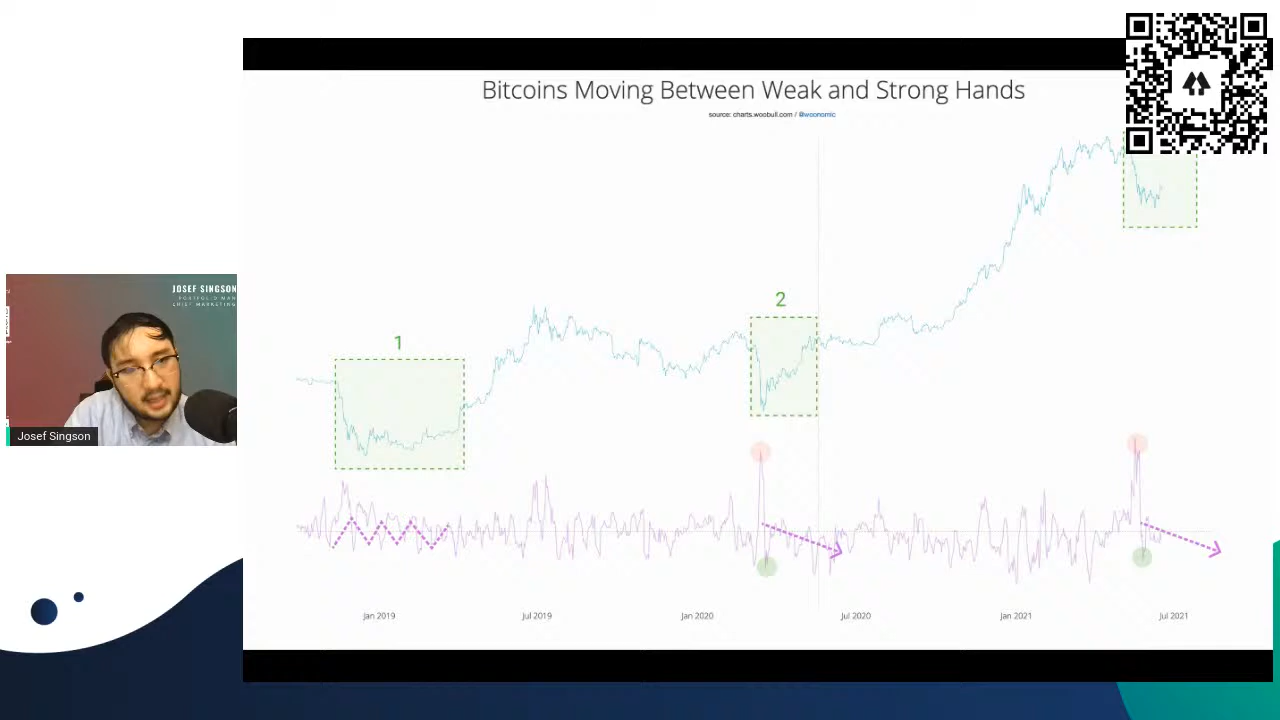 Bitcoins Moving Between Weak and Strong Hands
source: charts.woobull.com / @woonomic
1
2
JOSEF SINGSON
Josef Singson
Jan 2019
Jul 2019
Jan 2020
Jul 2020
Jan 2021
Jul 2021